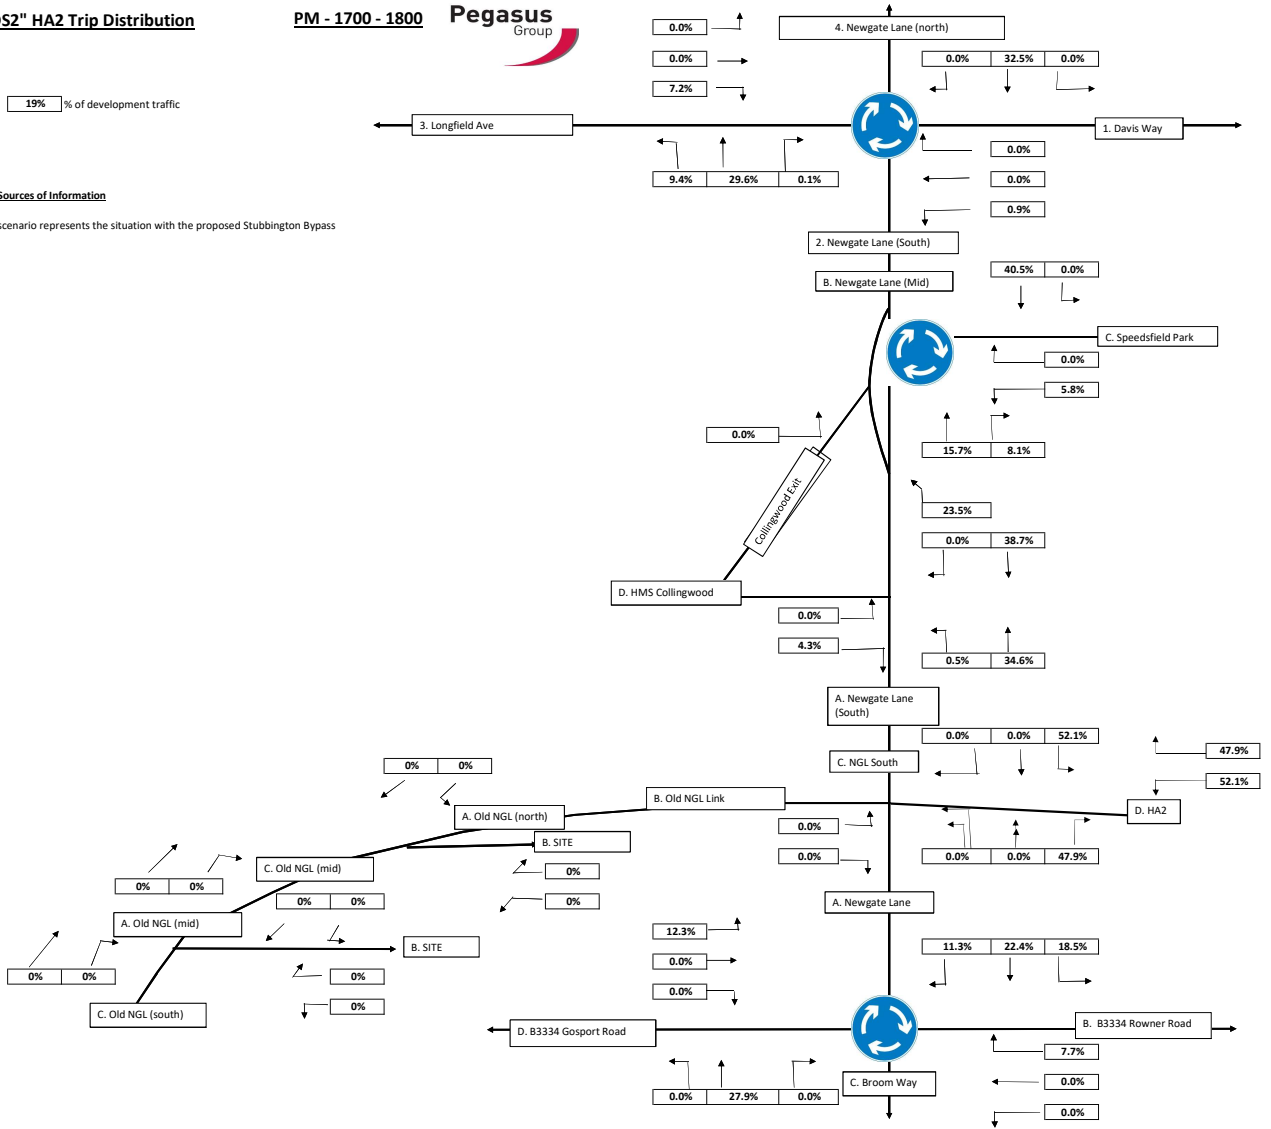 OS2" HA2 Trip Distribution
PM - 1700 - 1800
Pegasus
Group
0.0%
4. Newgate Lane (north)
0.0%
0.0% 32.5% 0.0%
7.2%
19% % of development traffic
3. Longfield Ave
1. Davis Way
0.0%
9.4% 29.6% 0.1%
0.0%
0.9%
Sources of Information
scenario represents the situation with the proposed Stubbington Bypass
2. Newgate Lane (South)
40.5% 0.0%
B. Newgate Lane (Mid)
C. Speedsfield Park
0.0%
5.8%
0.0%
15.7% 8.1%
Collingwood Exit
23.5%
0.0% 38.7%
D. HMS Collingwood
0.0%
4.3%
0.5% 34.6%
A. Newgate Lane
(South)
0.0% 0.0% 52.1%
47.9%
C. NGL South
0% 0%
52.1%
B. Old NGL Link
D. HA2
A. Old NGL (north)
0.0%
B. SITE
0.0%
0.0% 0.0% 47.9%
C. Old NGL (mid)
0%
0% 0%
0% 0%
0%
A. Newgate Lane
A. Old NGL (mid)
12.3%
B. SITE
11.3% 22.4% 18.5%
0.0%
0% 0%
0%
0.0%
0%
C. Old NGL (south)
D. B3334 Gosport Road
B. B3334 Rowner Road
7.7%
C. Broom Way
0.0%
0.0% 27.9% 0.0%
0.0%